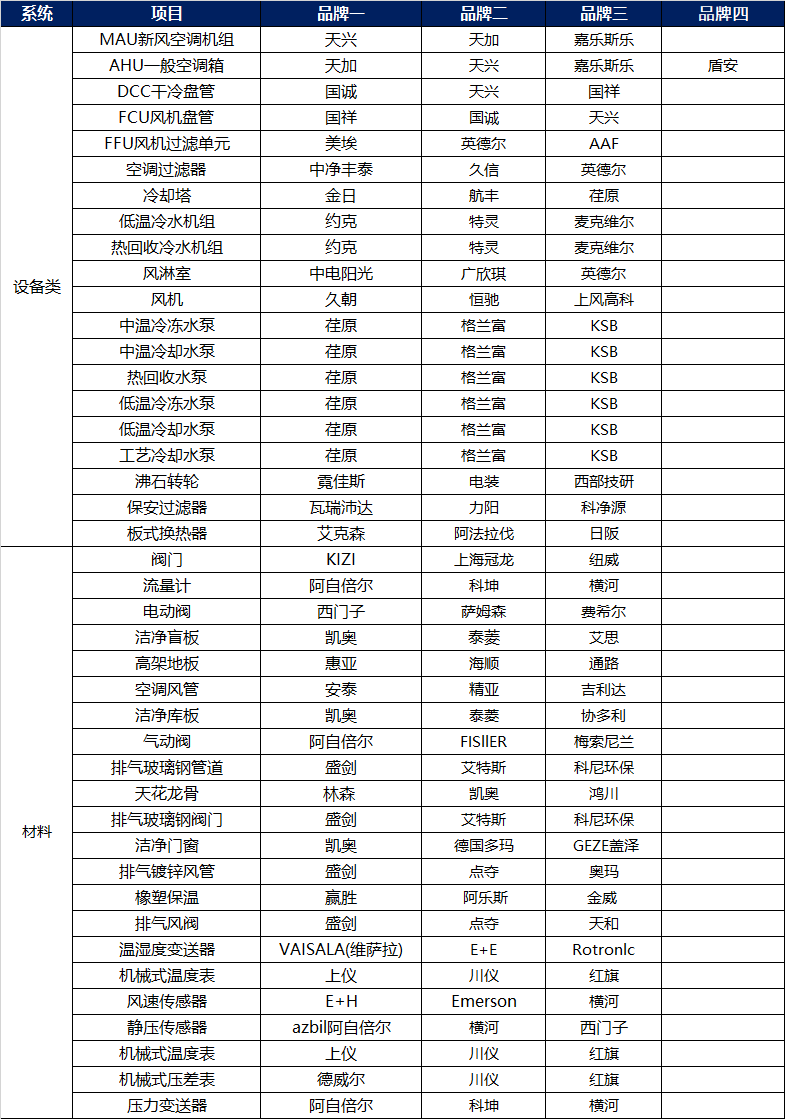 系统 项目 品牌一 品牌二 品牌三 品牌四
MAU新风空调机组 天兴 天加 嘉乐斯乐
AHU一般空调箱 天加 天兴 嘉乐斯乐 盾安
DCC干冷盘管 国诚 天兴 国祥
FCU风机盘管 国祥 国诚 天兴
FFU风机过滤单元 美埃 英德尔 AAF
空调过滤器 中净丰泰 久信 英德尔
冷却塔 金日 航丰 荏原
低温冷水机组 约克 特灵 麦克维尔
热回收冷水机组 约克 特灵 麦克维尔
设备类 风淋室 中电阳光 广欣琪 英德尔
风机 久朝 恒驰 上风高科
中温冷冻水泵 荏原 格兰富 KSB
中温冷却水泵 荏原 格兰富 KSB
热回收水泵 荏原 格兰富 KSB
低温冷冻水泵 荏原 格兰富 KSB
低温冷却水泵 荏原 格兰富 KSB
工艺冷却水泵 荏原 格兰富 KSB
沸石转轮 霓佳斯 电装 西部技研
保安过滤器 瓦瑞沛达 力阳 科净源
板式换热器 艾克森 阿法拉伐 日阪
阀门 KIZI 上海冠龙 纽威
流量计 阿自倍尔 科坤 横河
电动阀 西门子 萨姆森 费希尔
洁净盲板 凯奥 泰菱 艾思
高架地板 惠亚 海顺 通路
空调风管 安泰 精亚 吉利达
洁净库板 凯奥 泰菱 协多利
气动阀 阿自倍尔 FISllER 梅索尼兰
排气玻璃钢管道 盛剑 艾特斯 科尼环保
天花龙骨 林森 凯奥 鸿川
材料 排气玻璃钢阀门 盛剑 艾特斯 科尼环保
洁净门窗 凯奥 德国多玛 GEZE盖泽
排气镀锌风管 盛剑 点夺 奥玛
橡塑保温 赢胜 阿乐斯 金威
排气风阀 盛剑 点夺 天和
温湿度变送器 VAISALA(维萨拉) E+E Rotronlc
机械式温度表 上仪 川仪 红旗
风速传感器 E+H Emerson 横河
静压传感器 azbil阿自倍尔 横河 西门子
机械式温度表 上仪 川仪 红旗
机械式压差表 德威尔 川仪 红旗
压力变送器 阿自倍尔 科坤 横河